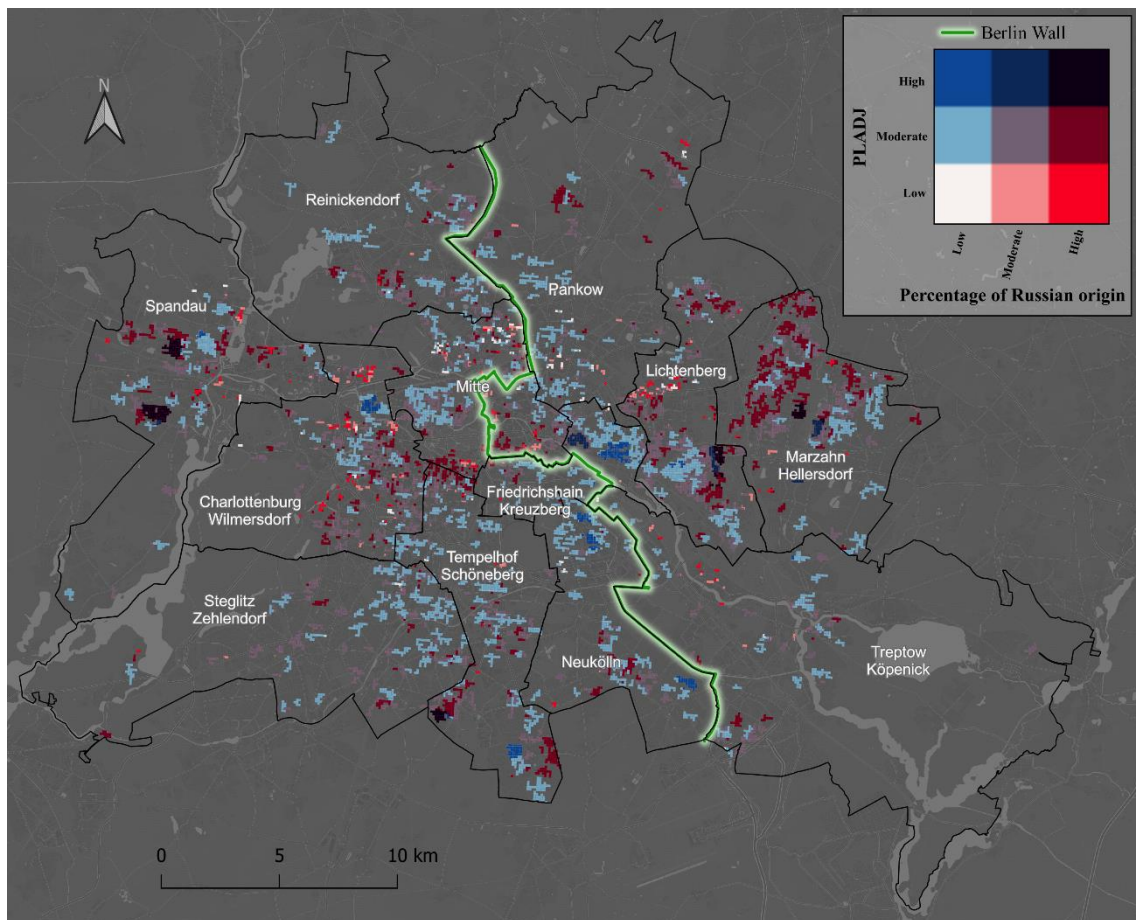 Berlin Wall
High
Moderate
Low
PLADJ
Low
Moderate
High
Percentage of Russian origin
N
Reinickendorf
Pankow
Spandau
Lichtenberg
Mitte
Marzahn
Hellersdorf
Charlottenburg
Wilmersdorf
Friedrichshain
Kreuzberg
Tempelhof
Schöneberg
Steglitz
Zehlendorf
Neukölln
Treptow
Köpenick
0 5 10 km